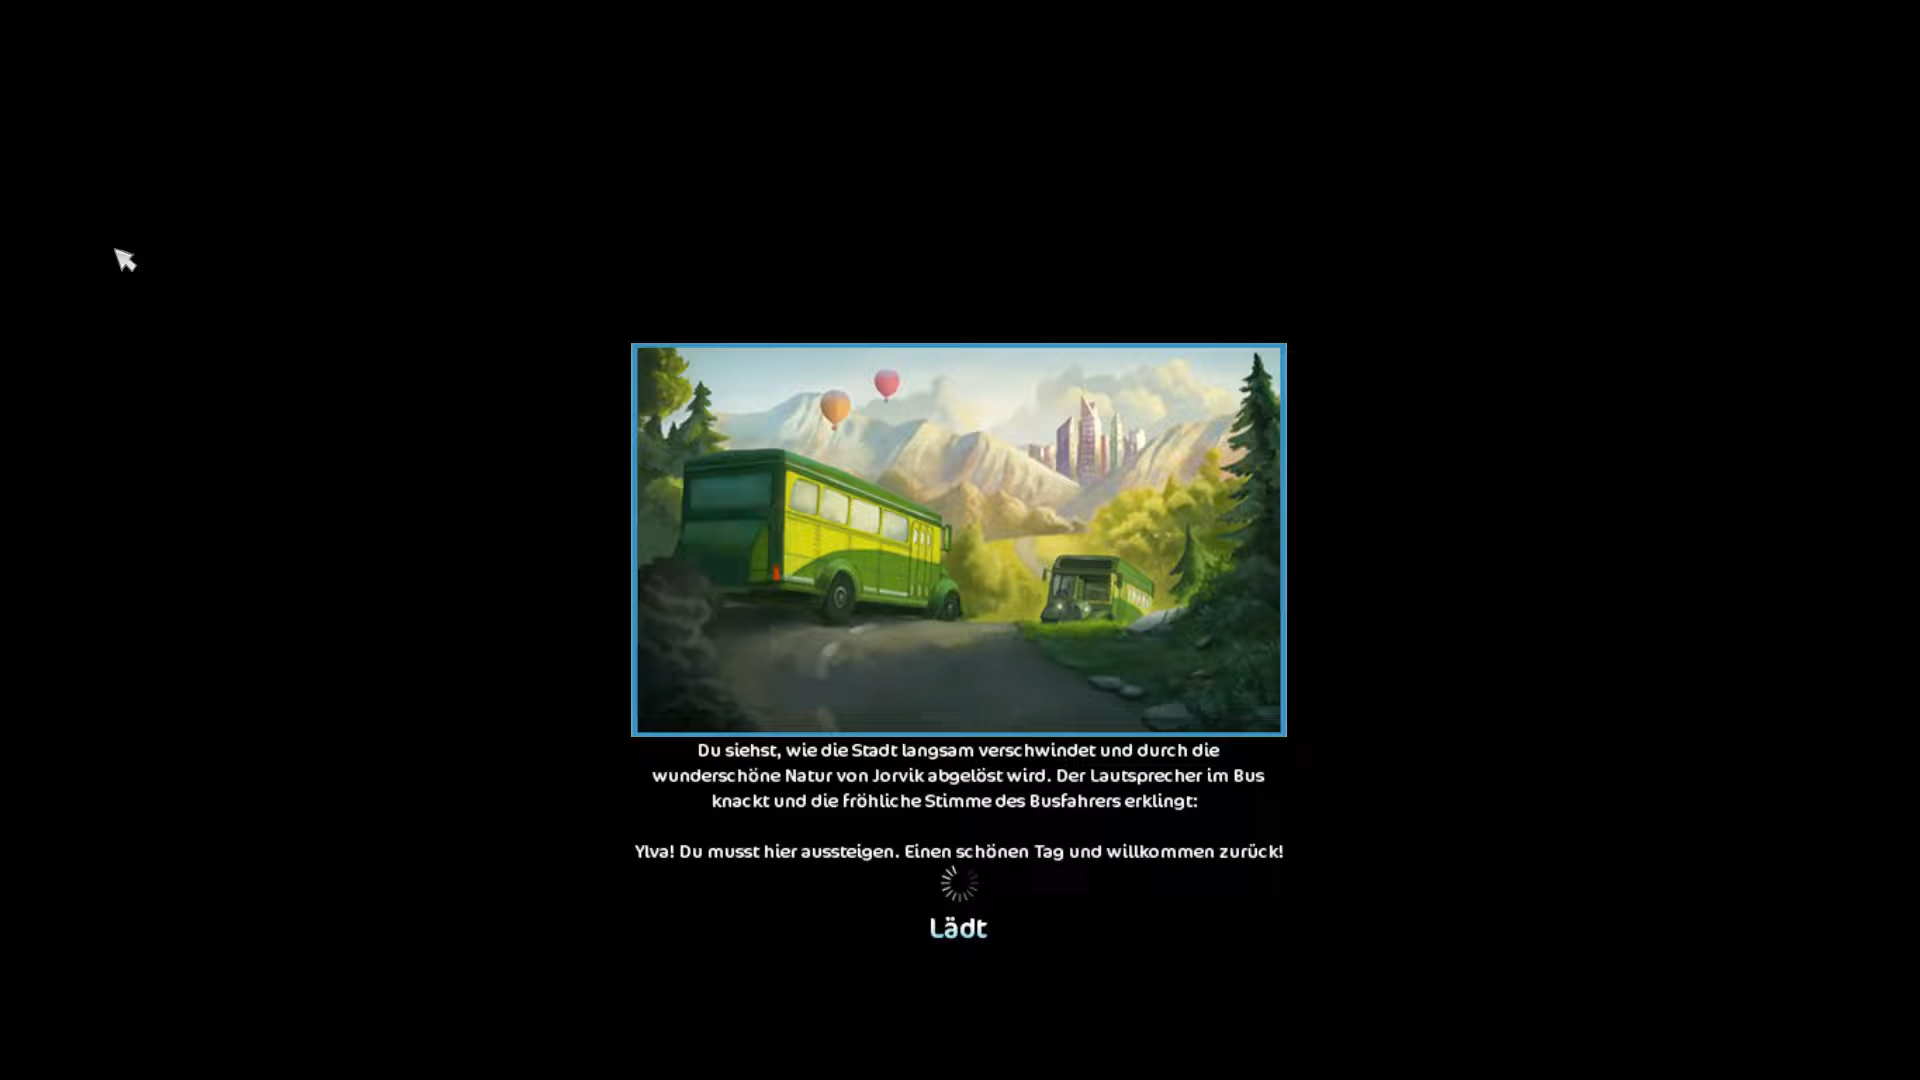 Du siehst, wie die Stadt langsam verschwindet und durch die
wunderschöne Natur von Jorvik abgelöst wird. Der Lautsprecher im Bus
knackt und die fröhliche Stimme des Busfahrers erklingt:
Ylva! Du musst hier aussteigen. Einen schönen Tag und willkommen zurück!
Lädt